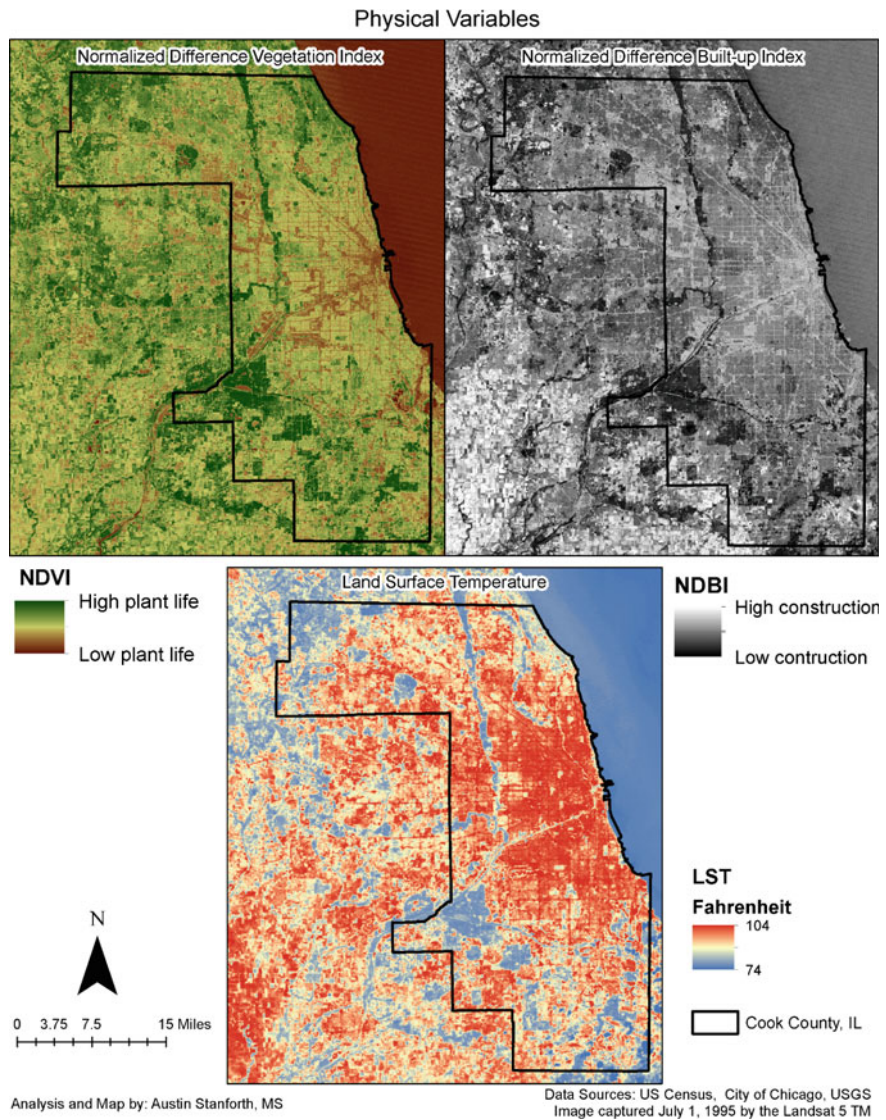 Physical Variables
Normalized Difference Vegetation Index
Normalized Difference Built-up Index
NDVI
High plant life
Low plant life
Land Surface Temperature
NDBI
High construction
Low contruction
LST
Fahrenheit
104
74
Cook County, IL
N
0 3.75 7.5 15 Miles
Analysis and Map by: Austin Stanforth, MS
Data Sources: US Census, City of Chicago, USGS
Image captured July 1, 1995 by the Landsat 5 TM